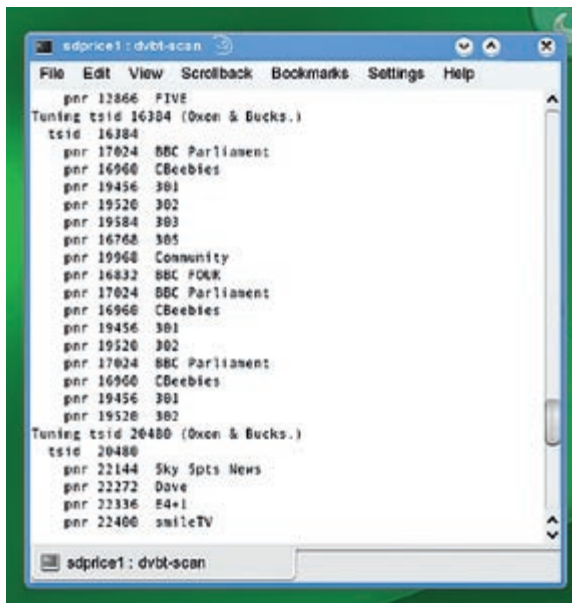 sdprice1 : dvbt-scan
File Edit View Scrollback Bookmarks Settings Help
pnr 12866 FIVE
Tuning tsid 16384 (Oxon & Bucks.)
tsid 16384
pnr 17024 BBC Parliament
pnr 16960 CBeebies
pnr 19456 301
pnr 19520 302
pnr 19584 303
pnr 16768 305
pnr 19968 Community
pnr 16832 BBC FOUR
pnr 17024 BBC Parliament
pnr 16960 CBeebies
pnr 19456 301
pnr 19520 302
pnr 17024 BBC Parliament
pnr 16960 CBeebies
pnr 19456 301
pnr 19520 302
Tuning tsid 20480 (Oxon & Bucks.)
tsid 20480
pnr 22144 Sky Spts News
pnr 22272 Dave
pnr 22336 E4+1
pnr 22400 smileTV
sdprice1 : dvbt-scan